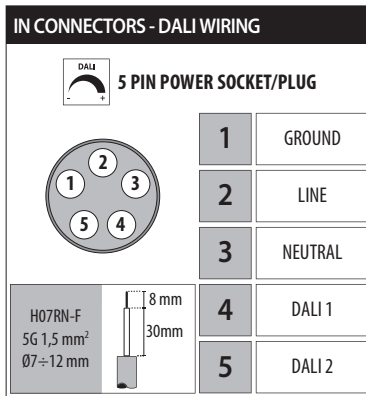 IN CONNECTORS - DALI WIRING
DALI
- +
5 PIN POWER SOCKET/PLUG
2
1 3
5 4
1 GROUND
2 LINE
3 NEUTRAL
4 DALI 1
5 DALI 2
H07RN-F
5G 1,5 mm²
Ø7÷12 mm
8 mm
30mm